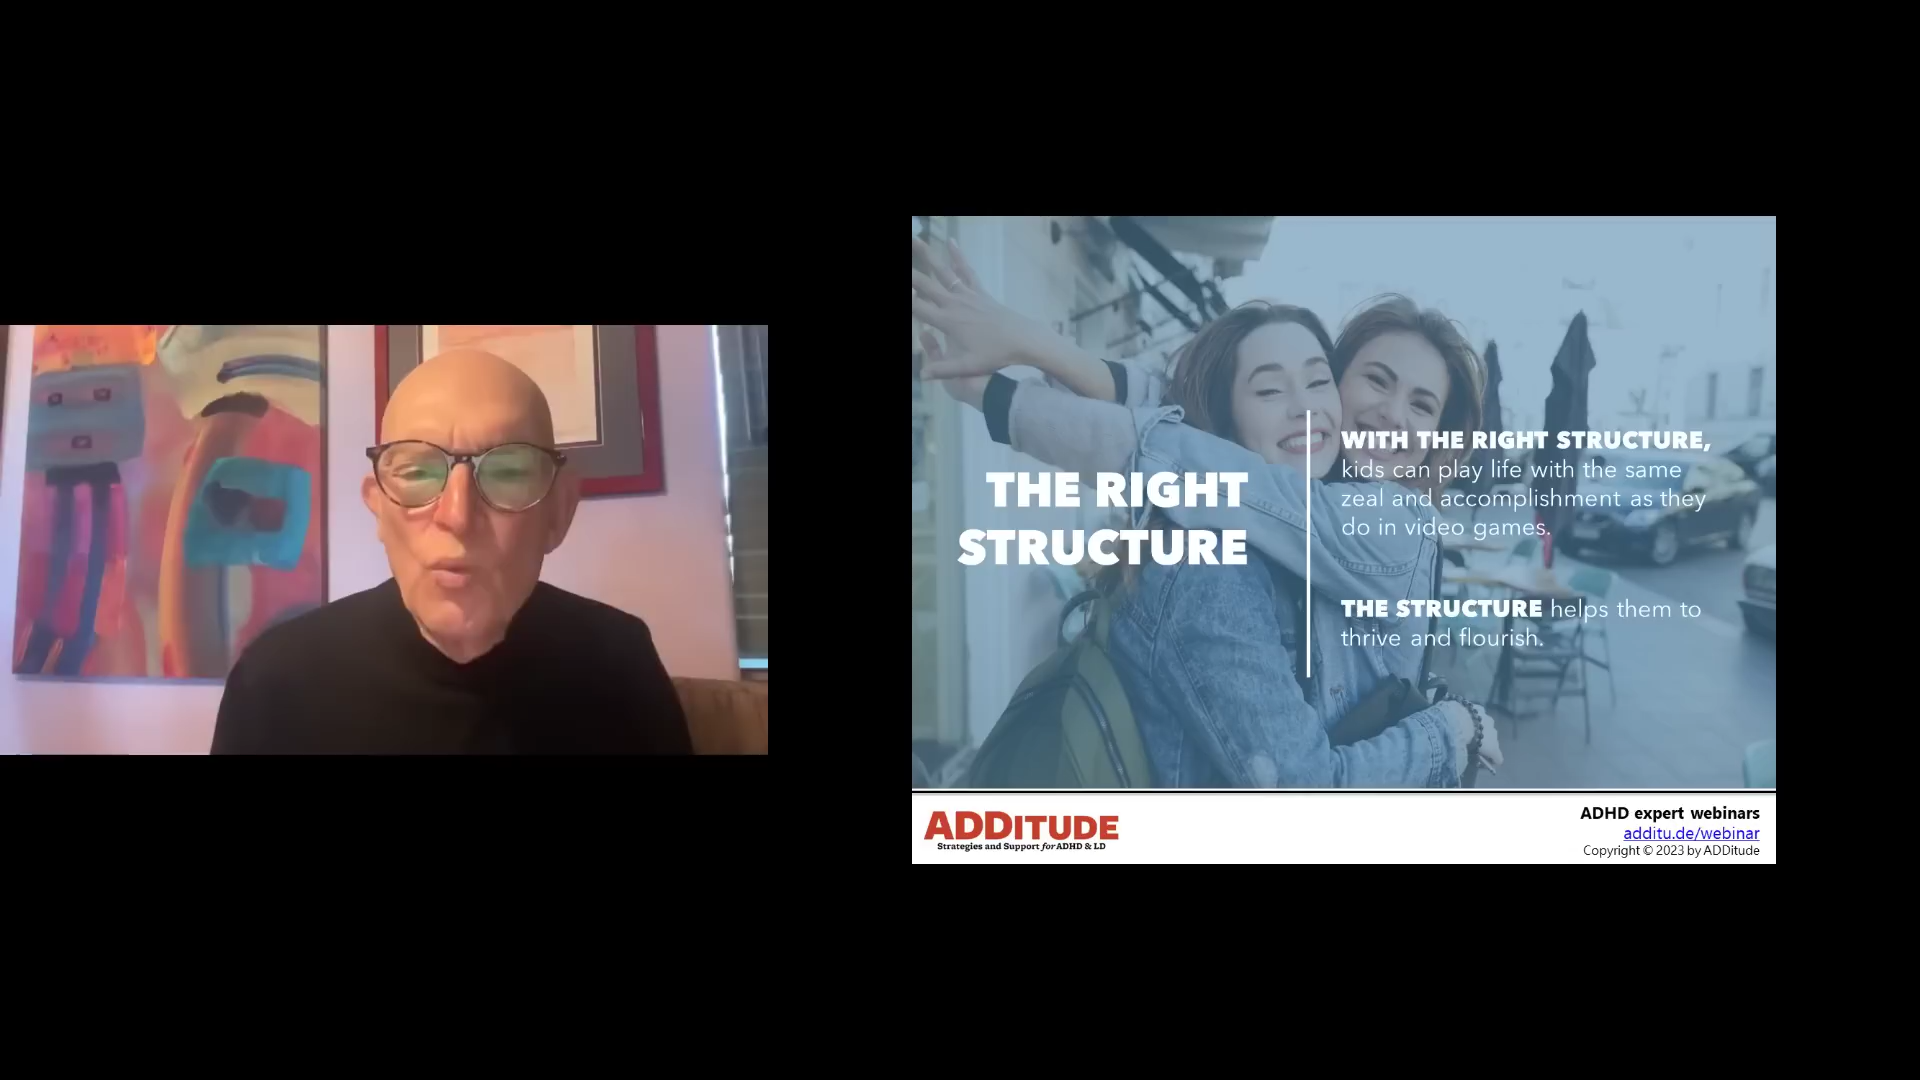 THE RIGHT
STRUCTURE
WITH THE RIGHT STRUCTURE,
kids can play life with the same
zeal and accomplishment as they
do in video games.
THE STRUCTURE helps them to
thrive and flourish.
ADDITUDE
Strategies and Support for ADHD & LD
ADHD expert webinars
additu.de/webinar
Copyright © 2023 by ADDitude